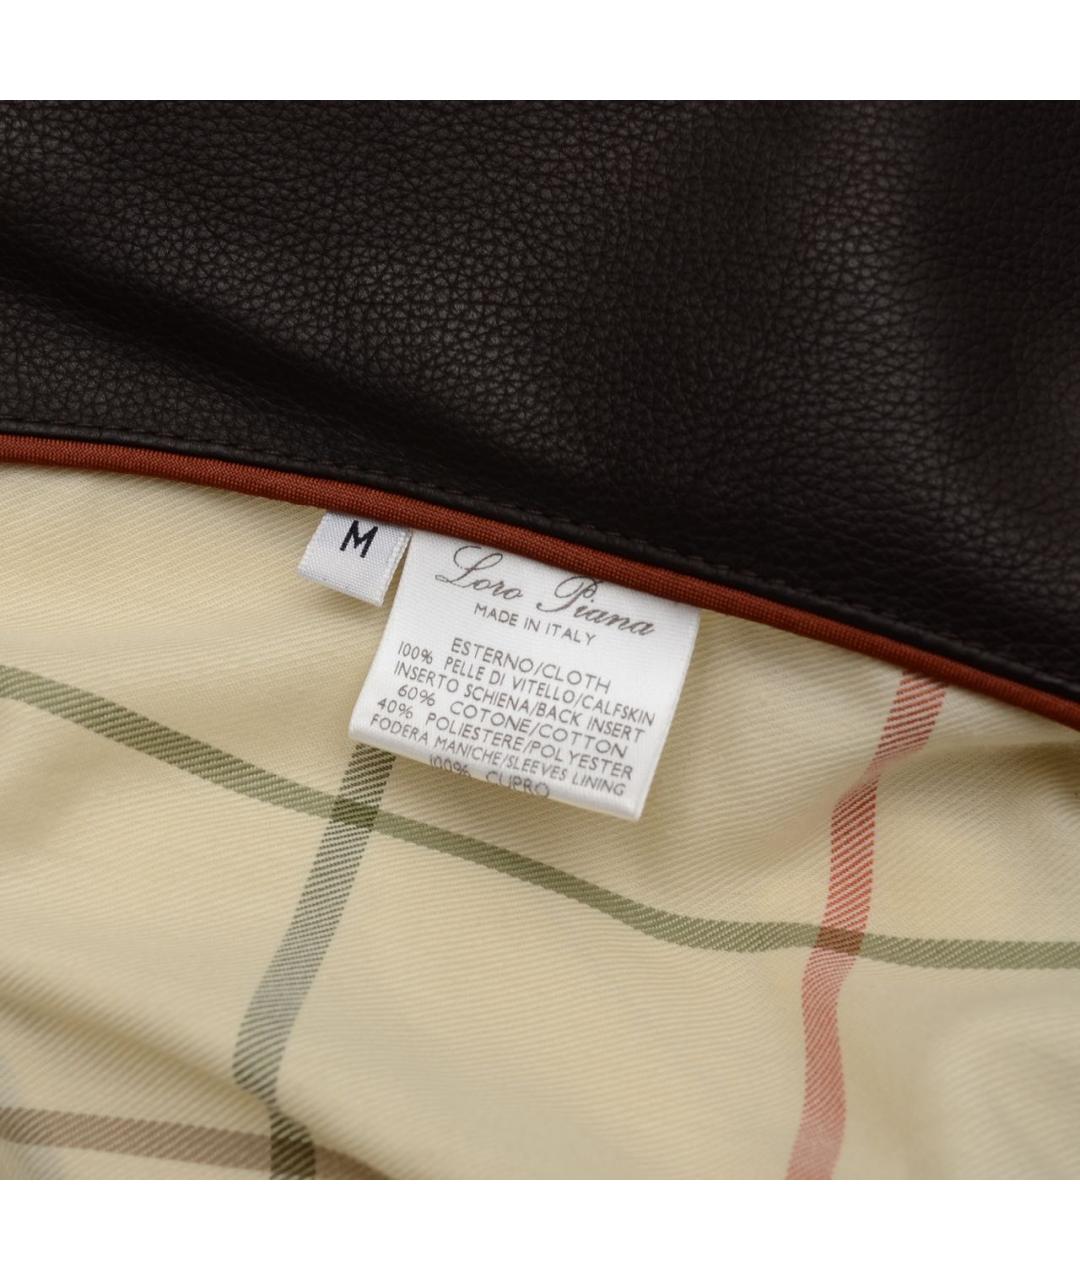 M
Loro Piana
MADE IN ITALY
ESTERNO/CLOTH
100% PELLE DI VITELLO/CALFSKIN
INSERTO SCHIENA/BACK INSERT
60% COTONE/COTTON
40% POLIESTERE/POLYESTER
FODERA MANICHE/SLEEVES LINING
100% CUPRO